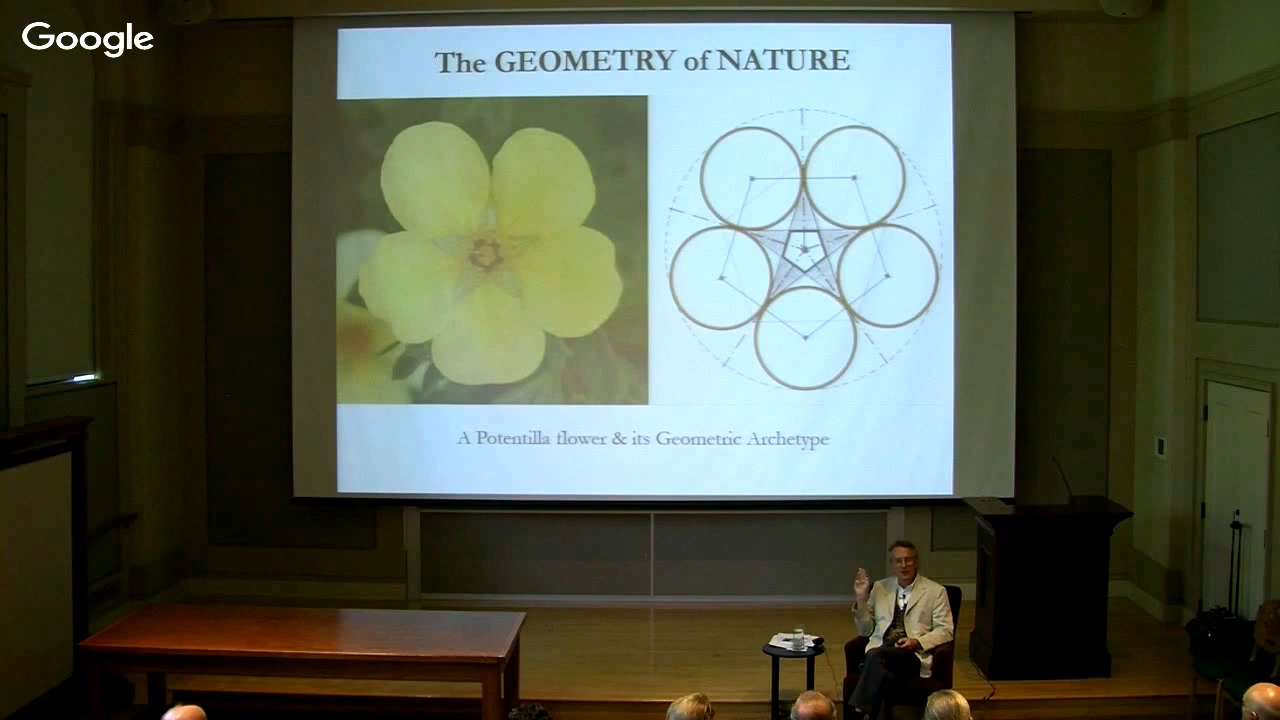 Google
The GEOMETRY of NATURE
A Potentilla flower & its Geometric Archetype